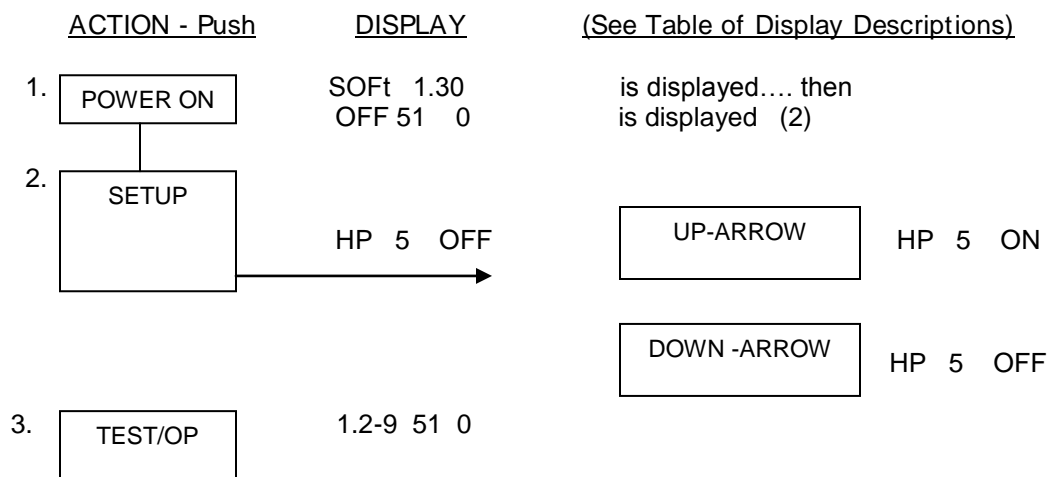 ACTION - Push DISPLAY (See Table of Display Descriptions)
1. POWER ON SOFt 1.30 is displayed.... then
OFF 51 0 is displayed (2)
2. SETUP
HP 5 OFF UP-ARROW HP 5 ON
DOWN -ARROW HP 5 OFF
3. TEST/OP 1.2-9 51 0